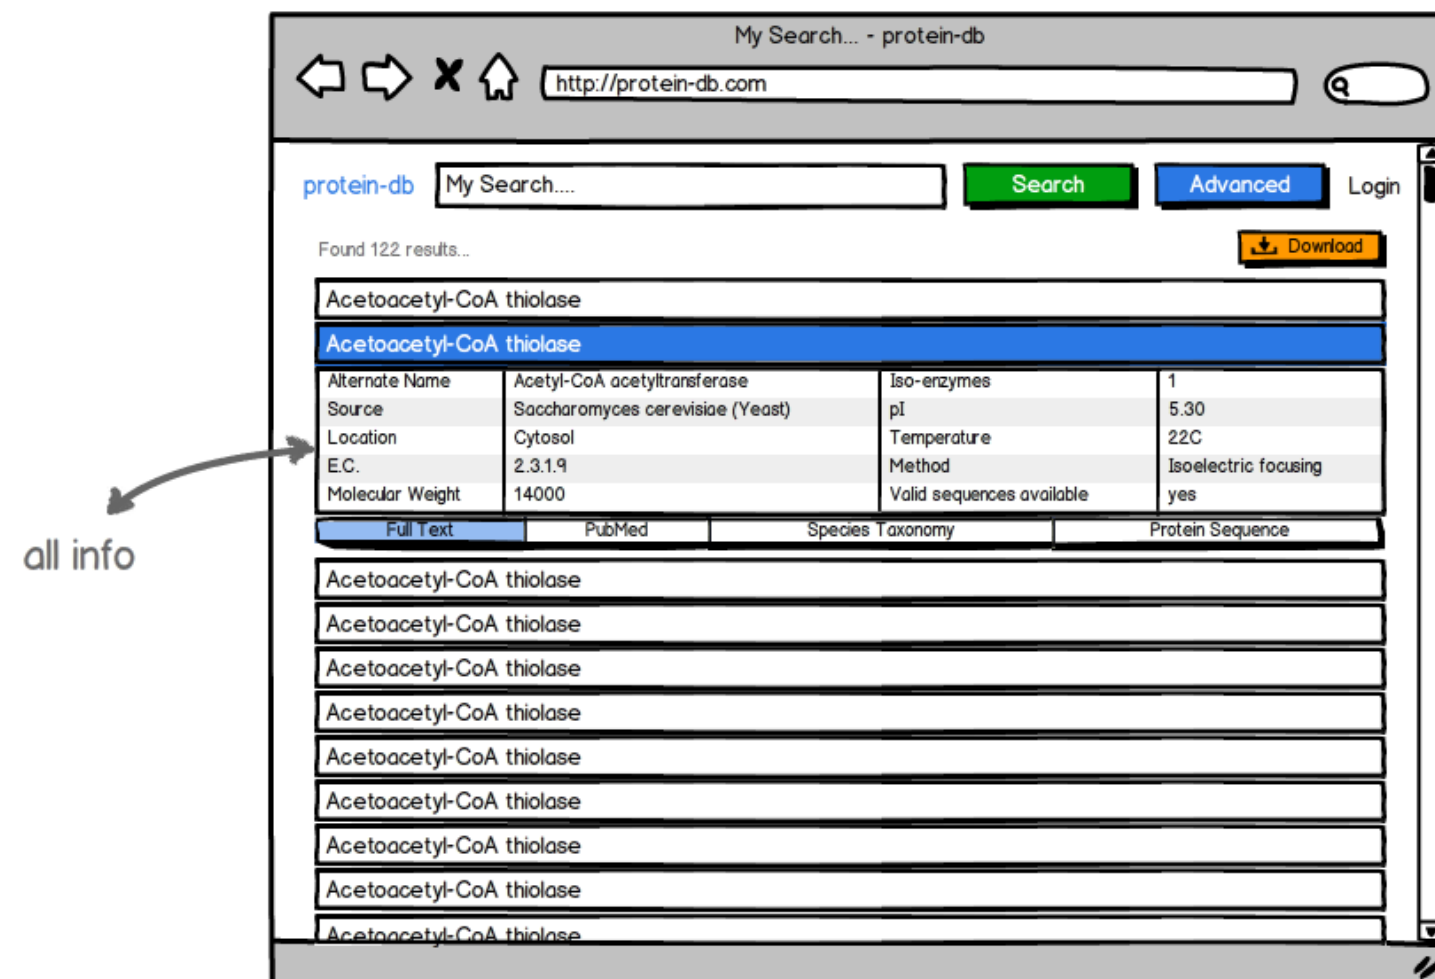 My Search... - protein-db
http://protein-db.com
protein-db My Search.... Search Advanced Login
Found 122 results... Download
Acetoacetyl-CoA thiolase
Acetoacetyl-CoA thiolase
Alternate Name Acetyl-CoA acetyltransferase Iso-enzymes 1
Source Saccharomyces cerevisiae (Yeast) pI 5.30
Location Cytosol Temperature 22C
E.C. 2.3.1.9 Method Isoelectric focusing
Molecular Weight 14000 Valid sequences available yes
Full Text PubMed Species Taxonomy Protein Sequence
all info
Acetoacetyl-CoA thiolase
Acetoacetyl-CoA thiolase
Acetoacetyl-CoA thiolase
Acetoacetyl-CoA thiolase
Acetoacetyl-CoA thiolase
Acetoacetyl-CoA thiolase
Acetoacetyl-CoA thiolase
Acetoacetyl-CoA thiolase
Acetoacetyl-CoA thiolase